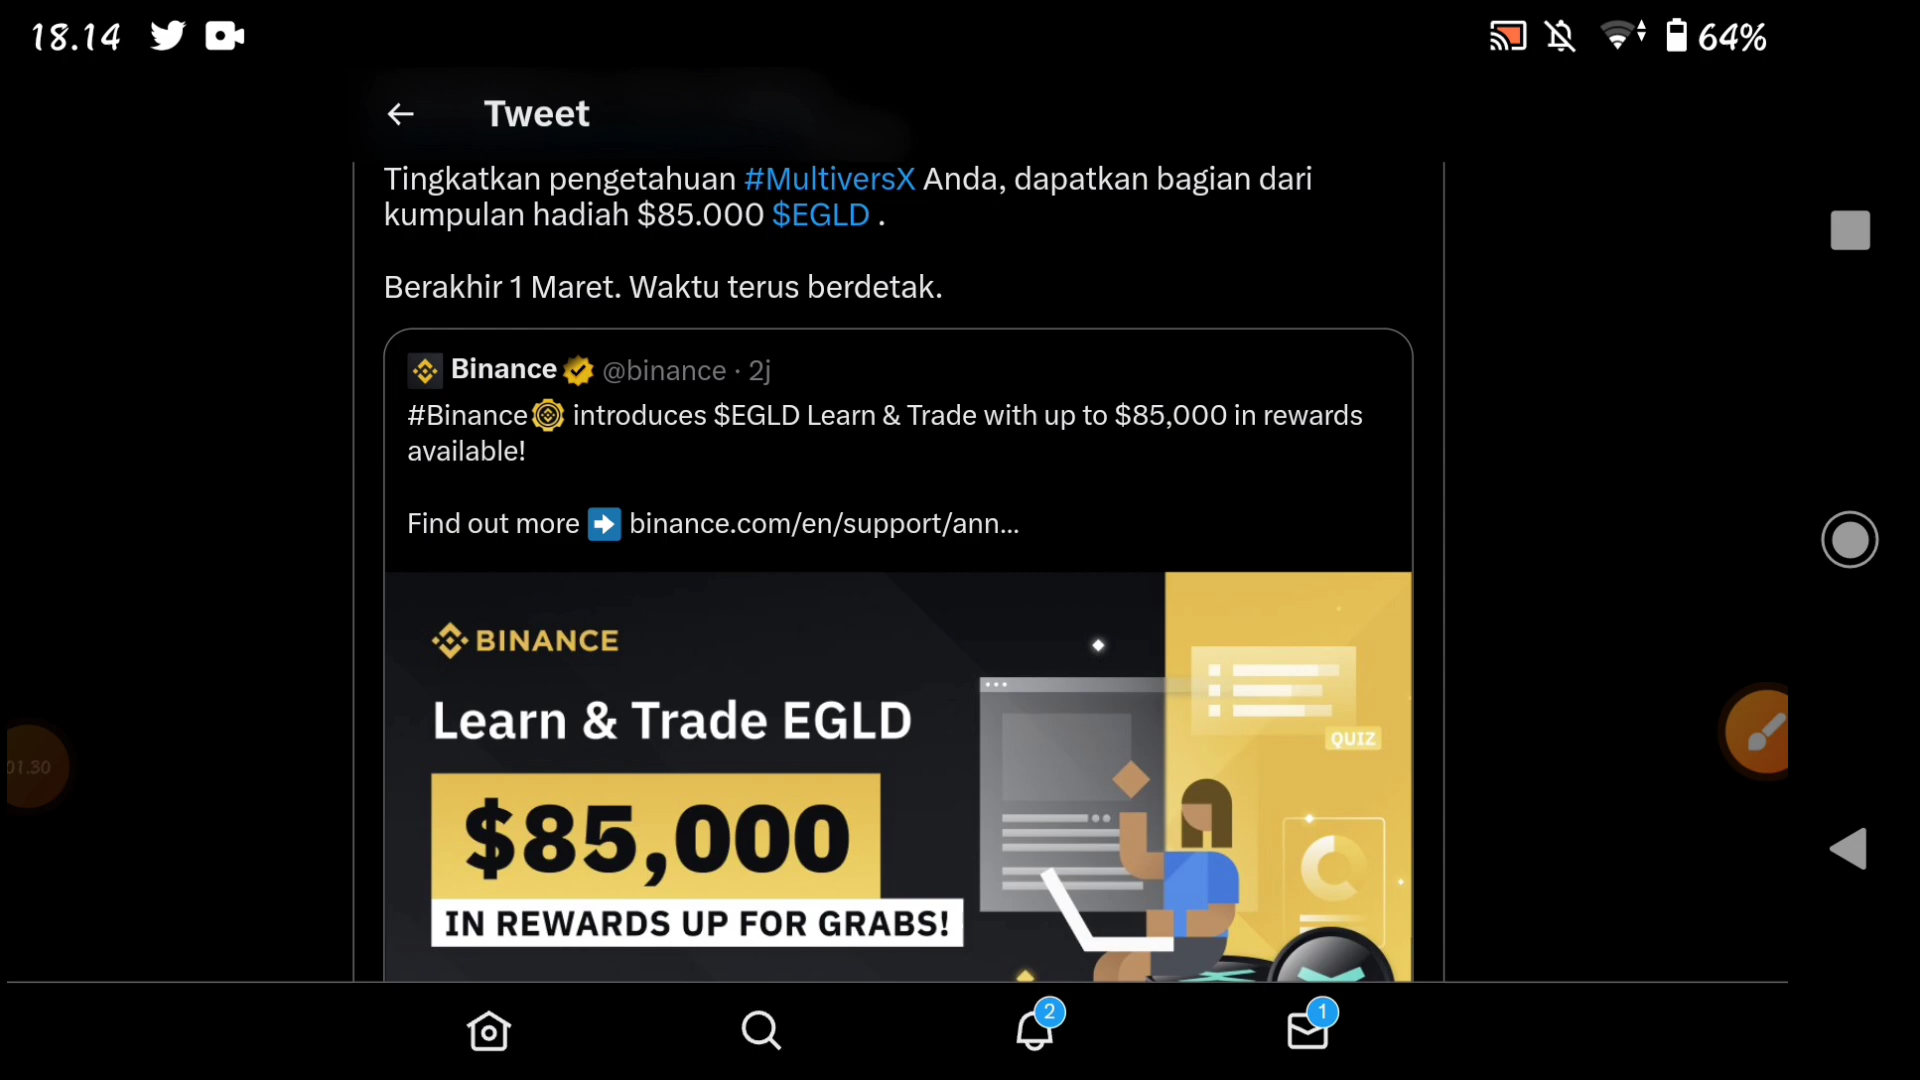 18.14
64%
Tweet
Tingkatkan pengetahuan #MultiversX Anda, dapatkan bagian dari
kumpulan hadiah $85.000 $EGLD .
Berakhir 1 Maret. Waktu terus berdetak.
Binance @binance · 2j
#Binance introduces $EGLD Learn & Trade with up to $85,000 in rewards
available!
Find out more ➡ binance.com/en/support/ann...
BINANCE
Learn & Trade EGLD
$85,000
IN REWARDS UP FOR GRABS!
QUIZ
01.30
2
1